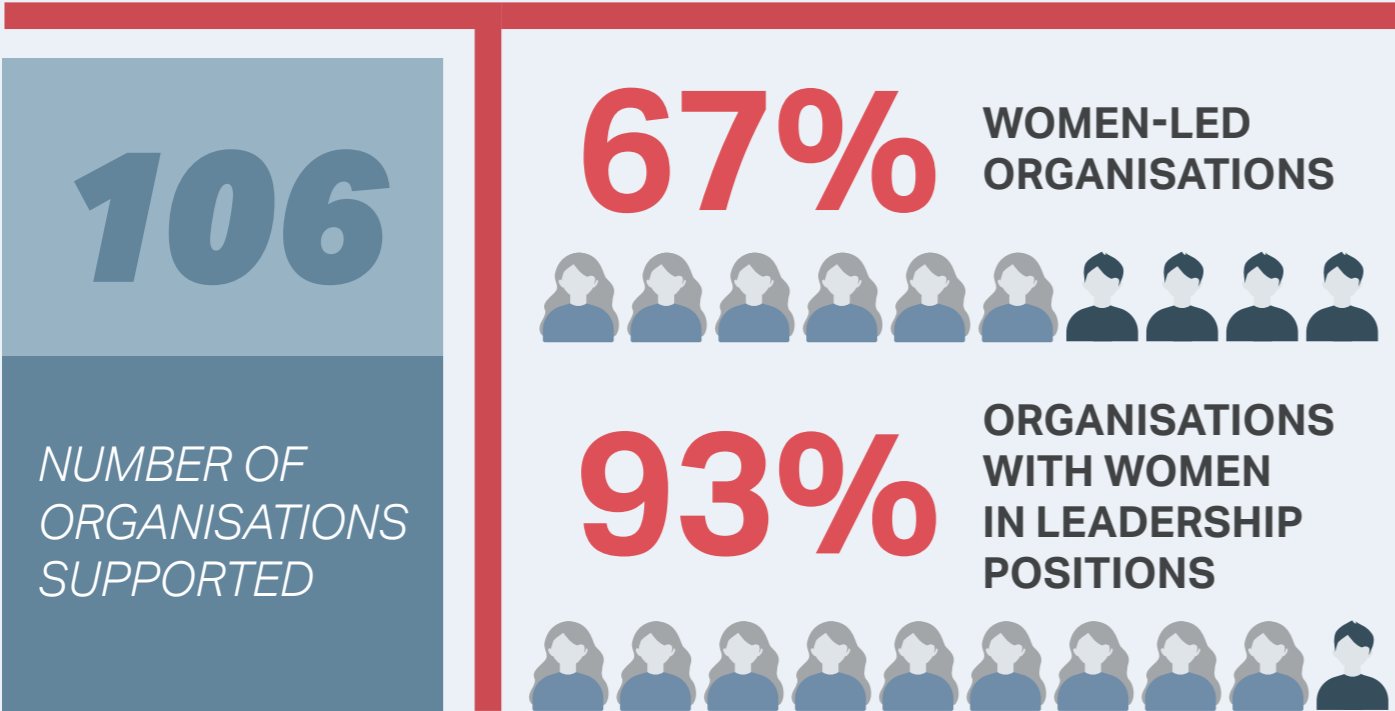 106
NUMBER OF
ORGANISATIONS
SUPPORTED
67%
WOMEN-LED
ORGANISATIONS
93%
ORGANISATIONS
WITH WOMEN
IN LEADERSHIP
POSITIONS